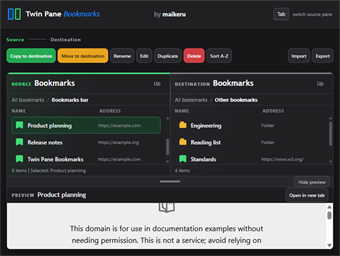 Twin Pane Bookmarks
by maikeru
Tab switch source pane
Source Destination
Copy to destination Move to destination Rename Edit Duplicate Delete Sort A-Z Import Export
SOURCE Bookmarks Up
All bookmarks / Bookmarks bar
NAME ADDRESS
Product planning https://example.com
Release notes https://example.org
Twin Pane Bookmarks https://example.com
6 items | Selected: Product planning
DESTINATION Bookmarks Up
All bookmarks / Other bookmarks
NAME ADDRESS
Engineering Folder
Reading list Folder
Standards https://www.w3.org/
4 items
Hide preview
PREVIEW Product planning Open in new tab
This domain is for use in documentation examples without
needing permission. This is not a service; avoid relying on